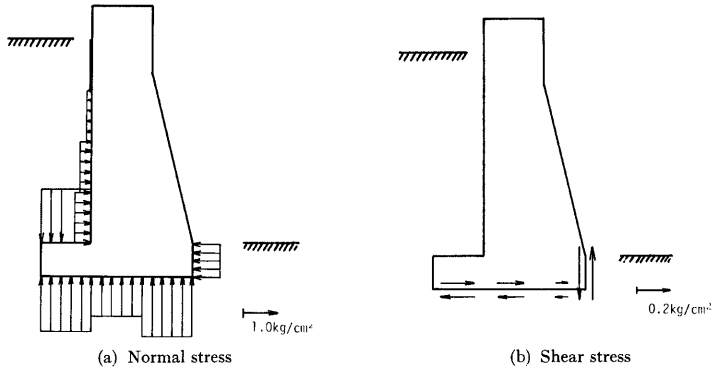 1.0kg/cm²
0.2kg/cm²
(a) Normal stress
(b) Shear stress